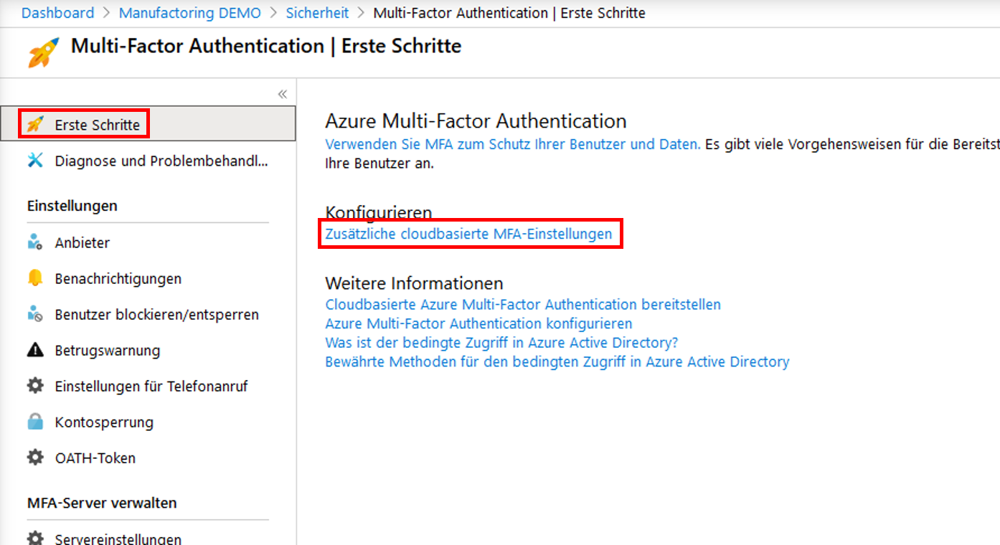 Dashboard > Manufactoring DEMO > Sicherheit > Multi-Factor Authentication | Erste Schritte
Multi-Factor Authentication | Erste Schritte
«
Erste Schritte
Diagnose und Problembehandl...
Einstellungen
Anbieter
Benachrichtigungen
Benutzer blockieren/entsperren
Betrugswarnung
Einstellungen für Telefonanruf
Kontosperrung
OATH-Token
MFA-Server verwalten
Servereinstellungen
Azure Multi-Factor Authentication
Verwenden Sie MFA zum Schutz Ihrer Benutzer und Daten. Es gibt viele Vorgehensweisen für die Bereitst
Ihre Benutzer an.
Konfigurieren
Zusätzliche cloudbasierte MFA-Einstellungen
Weitere Informationen
Cloudbasierte Azure Multi-Factor Authentication bereitstellen
Azure Multi-Factor Authentication konfigurieren
Was ist der bedingte Zugriff in Azure Active Directory?
Bewährte Methoden für den bedingten Zugriff in Azure Active Directory